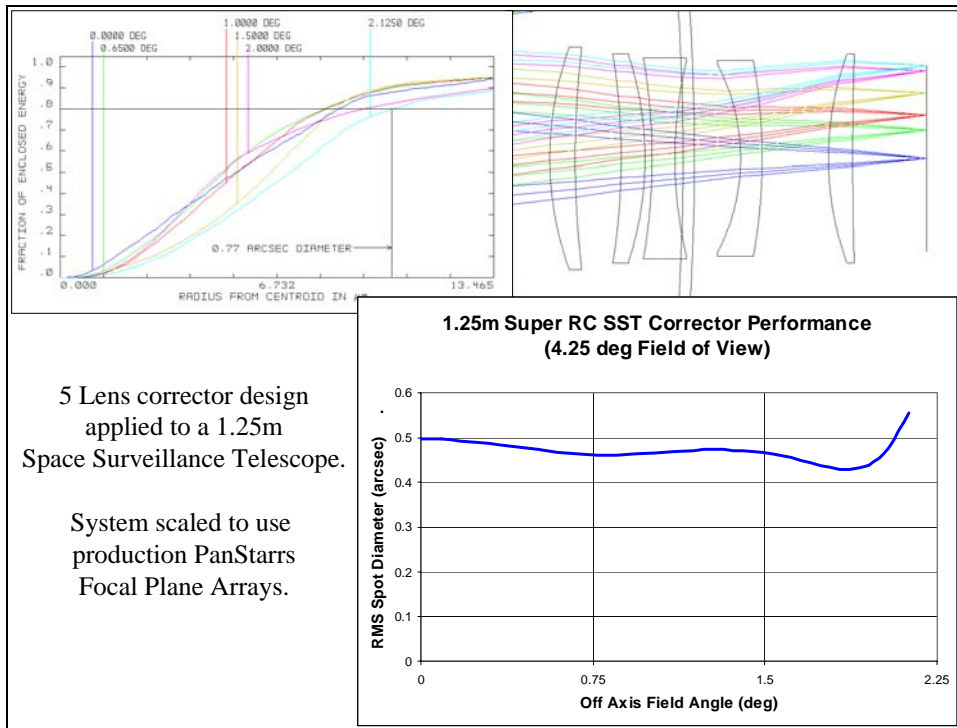 0.0000 DEG
0.6500 DEG
1.0000 DEG
1.5000 DEG
2.0000 DEG
2.1250 DEG
FRACTION OF ENCLOSED ENERGY
1.0
.9
.8
.7
.6
.5
.4
.3
.2
.1
.0
0.77 ARCSEC DIAMETER
0.000
6.732
13.465
RADIUS FROM CENTROID IN
5 Lens corrector design
applied to a 1.25m
Space Surveillance Telescope.
System scaled to use
production PanStarrs
Focal Plane Arrays.
1.25m Super RC SST Corrector Performance
(4.25 deg Field of View)
RMS Spot Diameter (arcsec)
0.6
0.5
0.4
0.3
0.2
0.1
0
0
0.75
1.5
2.25
Off Axis Field Angle (deg)